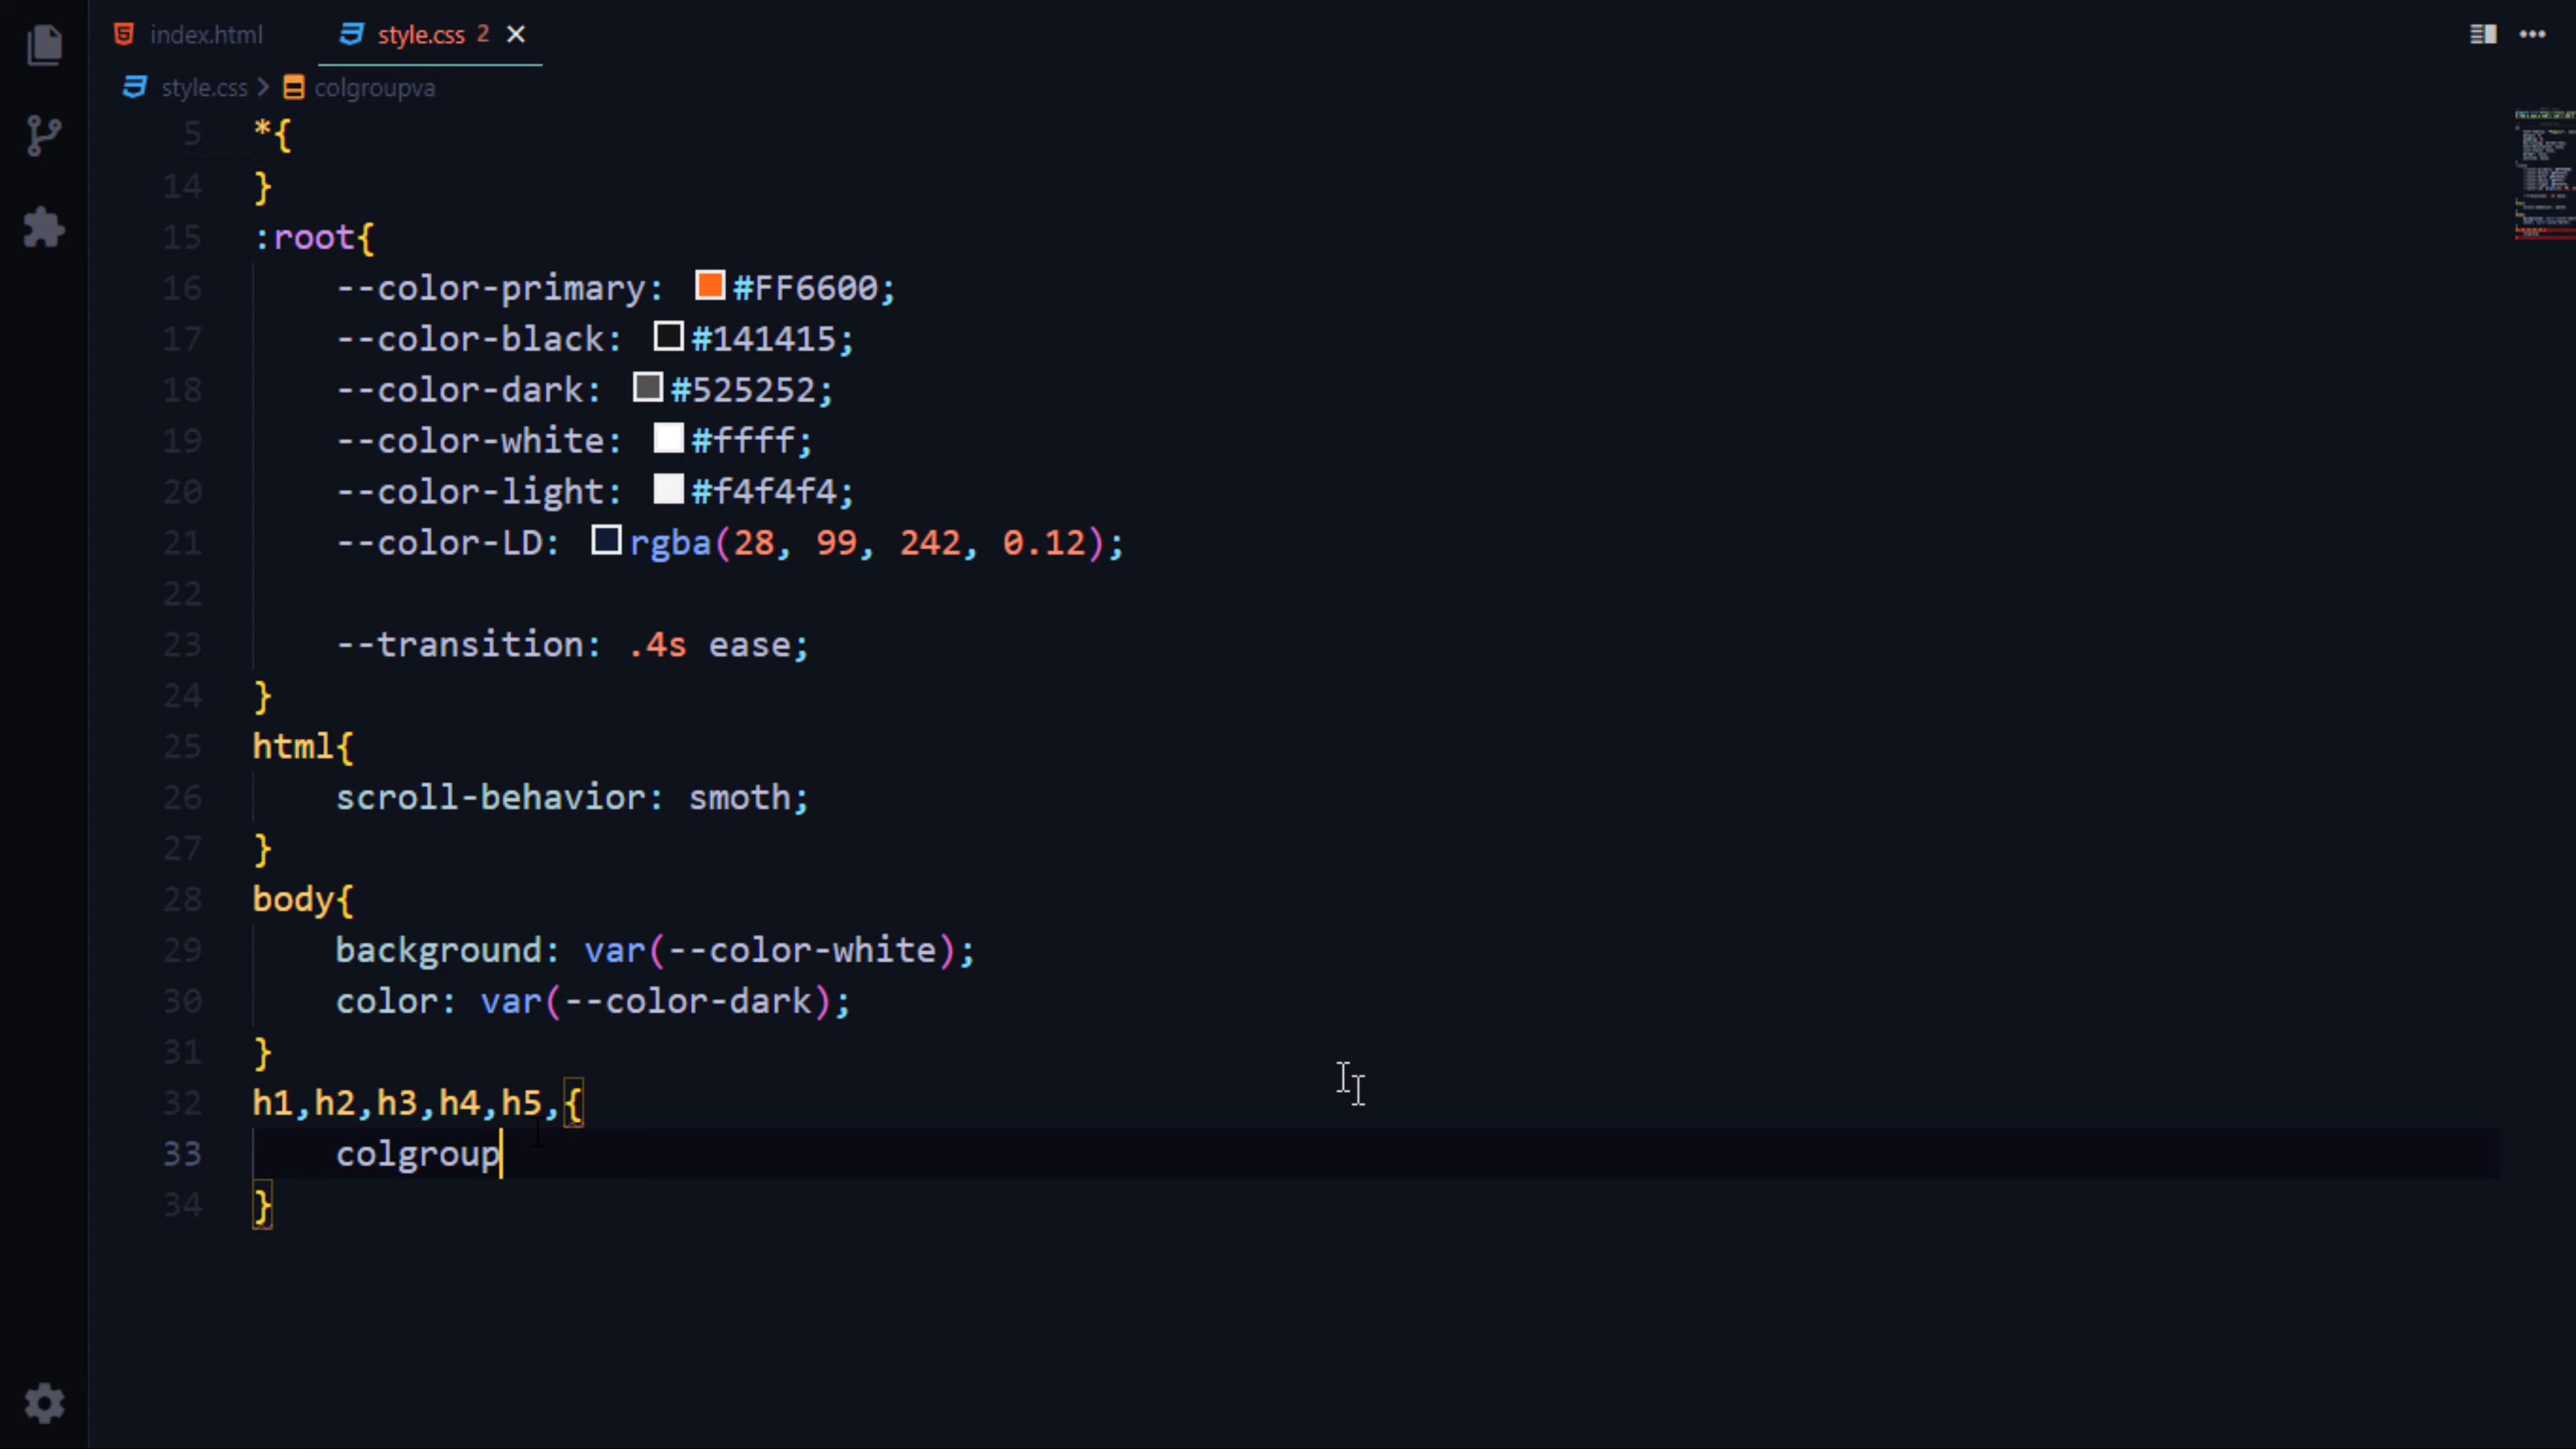 index.html
style.css 2
style.css > colgroupva
5 *{
14 }
15 :root{
16 --color-primary: #FF6600;
17 --color-black: #141415;
18 --color-dark: #525252;
19 --color-white: #ffff;
20 --color-light: #f4f4f4;
21 --color-LD: rgba(28, 99, 242, 0.12);
22
23 --transition: .4s ease;
24 }
25 html{
26 scroll-behavior: smoth;
27 }
28 body{
29 background: var(--color-white);
30 color: var(--color-dark);
31 }
32 h1,h2,h3,h4,h5,{
33 colgroup
34 }